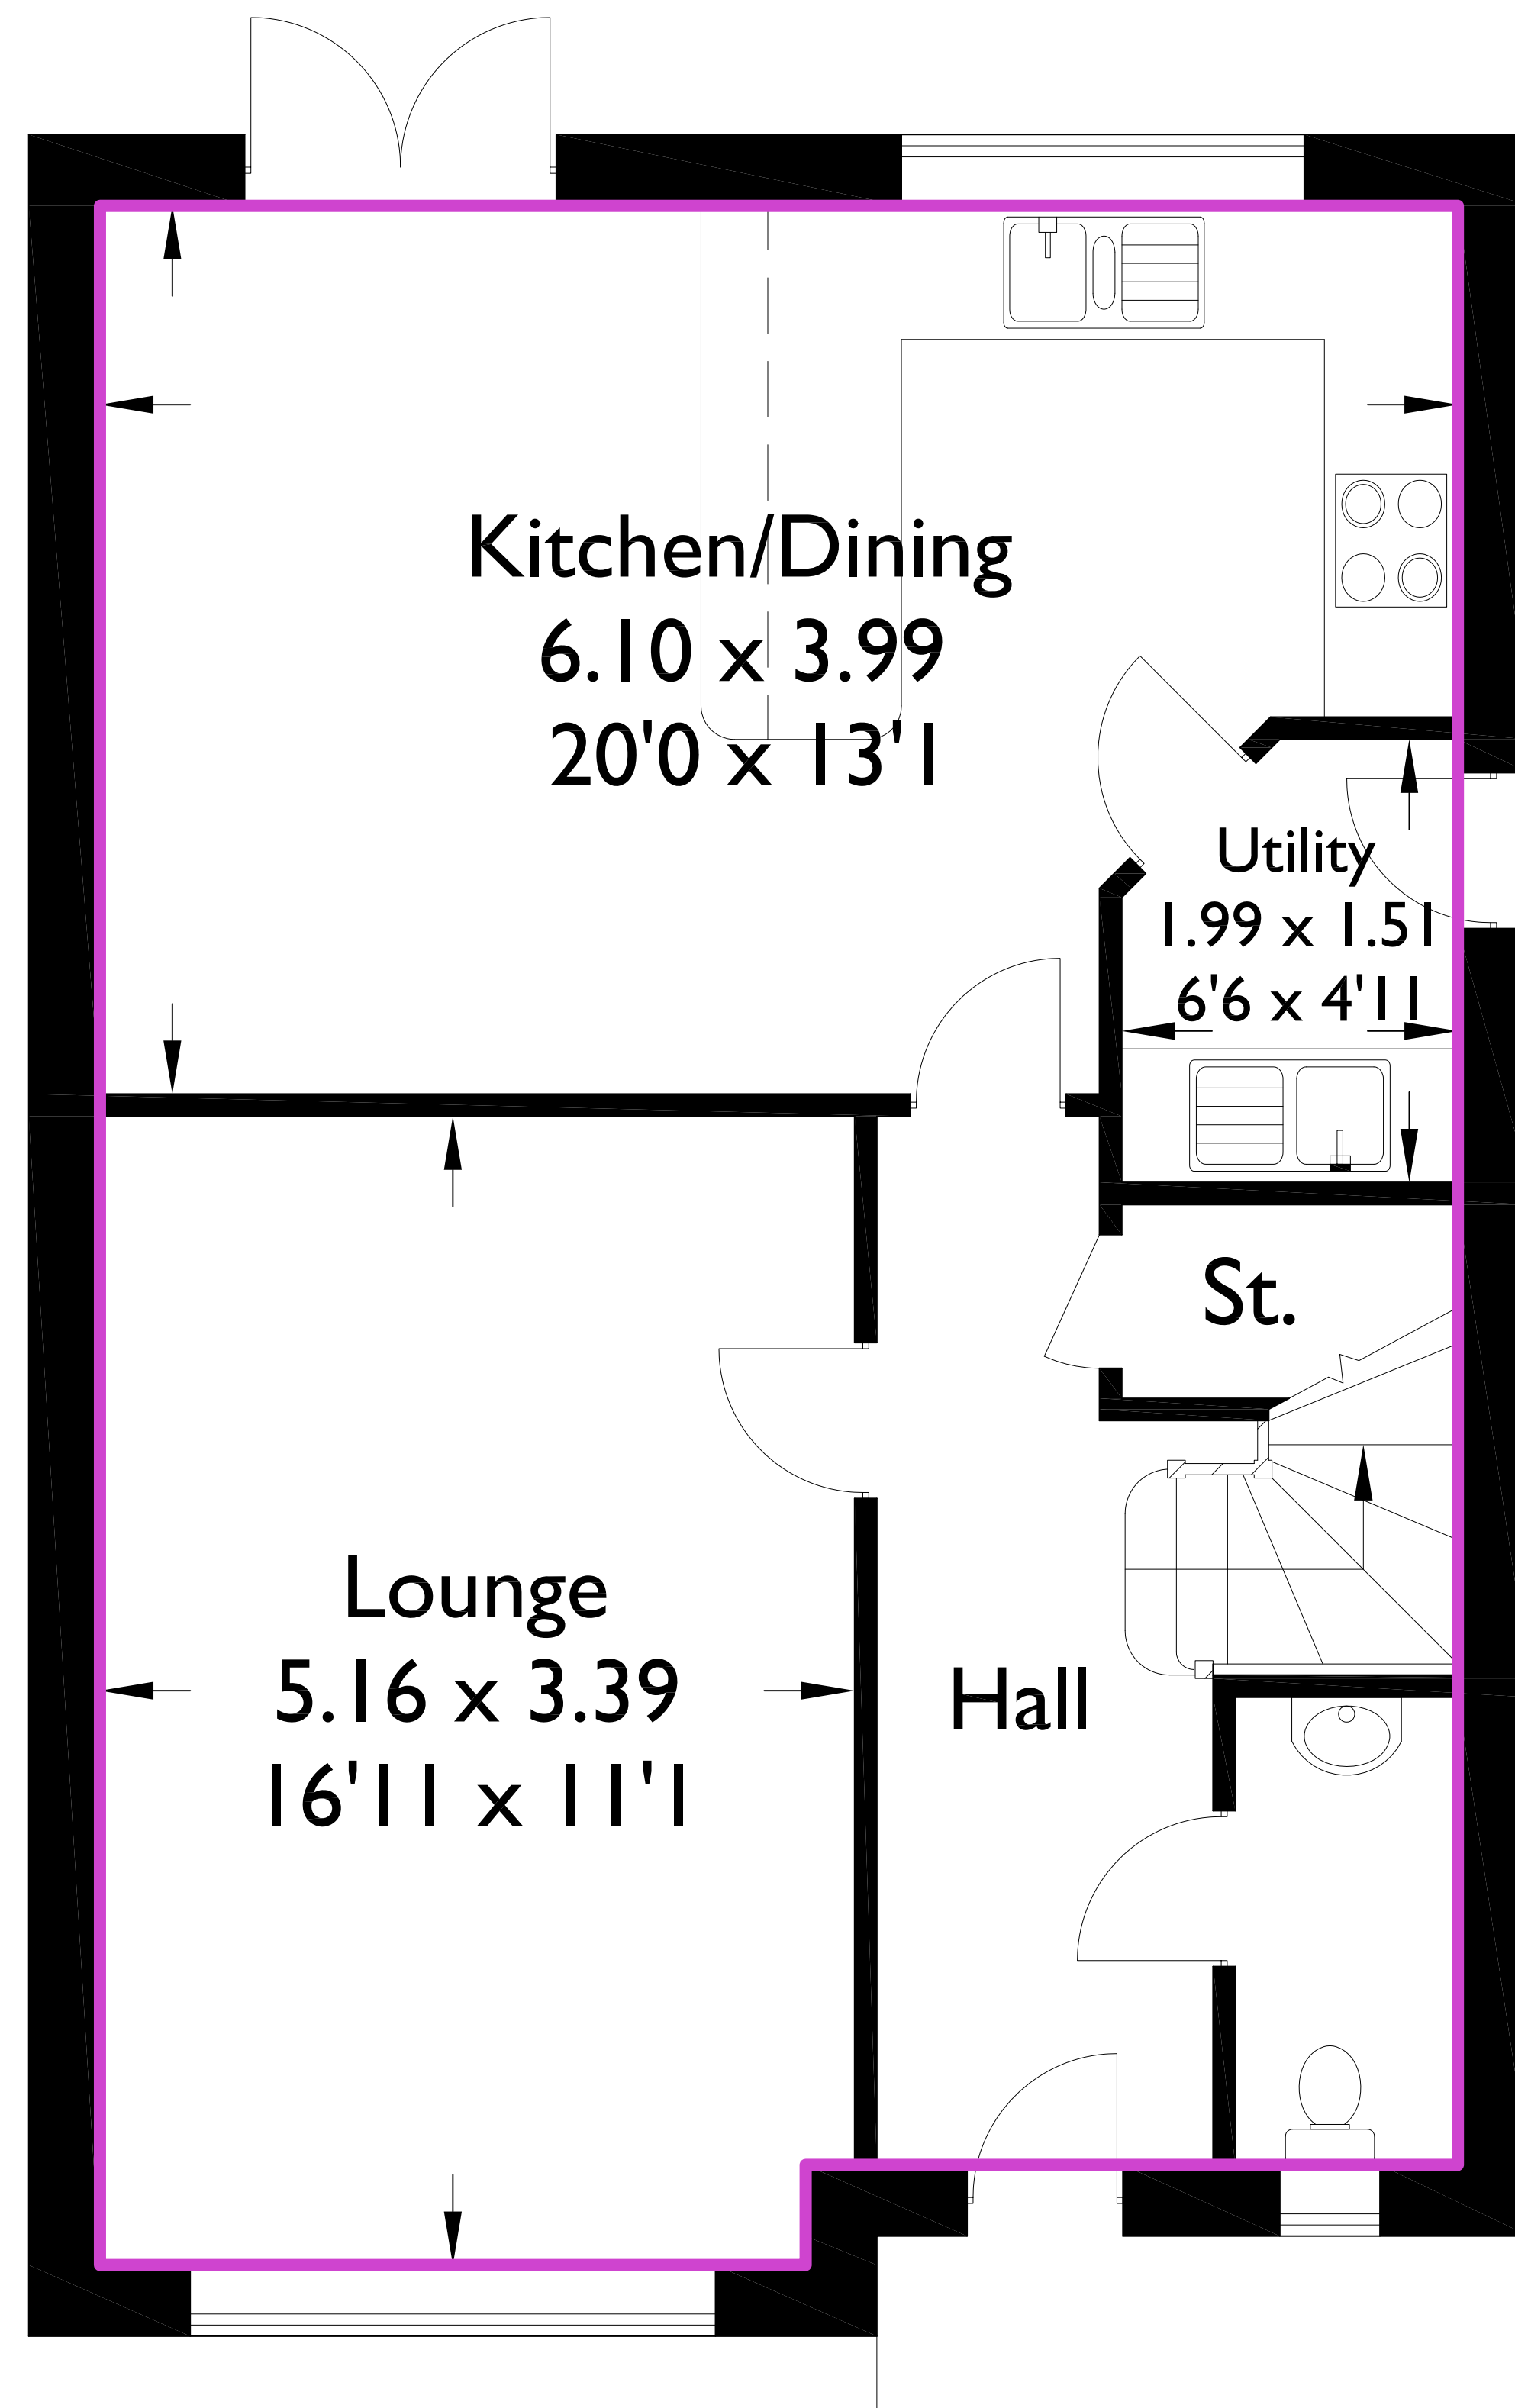 Kitchen/Dining
6.10 x 3.99
20'0 x 13'1
Utility
1.99 x 1.51
6'6 x 4'11
St.
Lounge
5.16 x 3.39
16'11 x 11'1
Hall